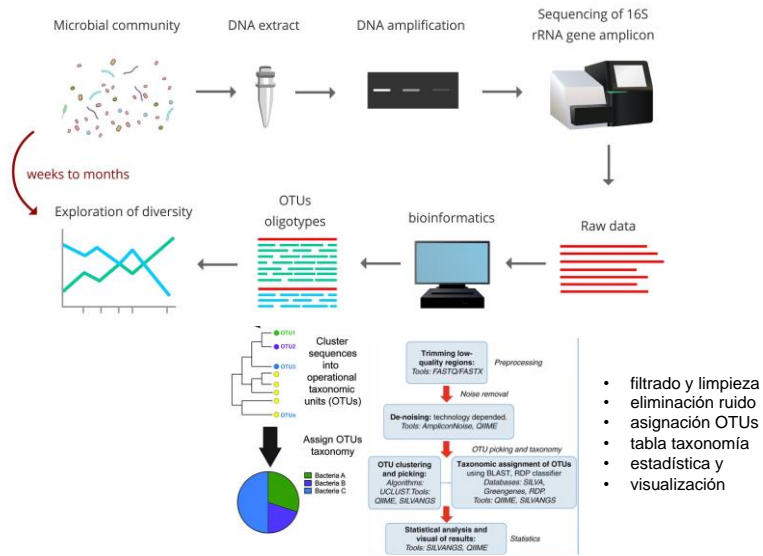 Microbial community
DNA extract
DNA amplification
Sequencing of 16S
rRNA gene amplicon
weeks to months
Exploration of diversity
OTUs
oligotypes
bioinformatics
Raw data
OTU1
OTU2
OTU3
OTUn
Cluster
sequences
into
operational
taxonomic
units (OTUs)
Assign OTUs
taxonomy
Bacteria A
Bacteria B
Bacteria C
Trimming low-
quality regions:
Tools: FASTQ/FASTX
Preprocessing
Noise removal
De-noising: technology depended.
Tools: AmpliconNoise, QIIME
OTU picking and taxonomy
OTU clustering
and picking:
Algorithms:
UCLUST.Tools:
QIIME, SILVANGS
Taxonomic assignment of OTUs
using BLAST, RDP classifier
Databases: SILVA,
Greengenes, RDP.
Tools: QIIME, SILVANGS
Statistical analysis and
visual of results:
Tools: SILVANGS, QIIME
Statistics
• filtrado y limpieza
• eliminación ruido
• asignación OTUs
• tabla taxonomía
• estadística y
• visualización